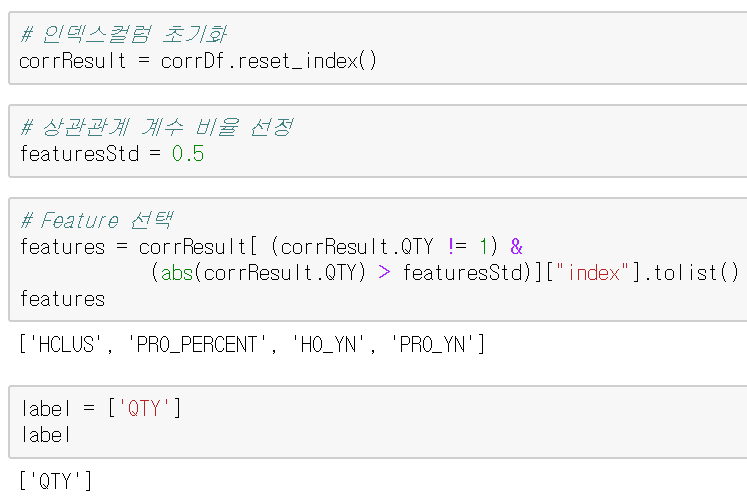 # 인덱스컬럼 초기화
corrResult = corrDf.reset_index()
# 상관관계 계수 비율 선정
featuresStd = 0.5
# Feature 선택
features = corrResult[ (corrResult.QTY != 1) &
(abs(corrResult.QTY) > featuresStd)]["index"].tolist()
features
['HCLUS', 'PRO_PERCENT', 'HO_YN', 'PRO_YN']
label = ['QTY']
label
['QTY']